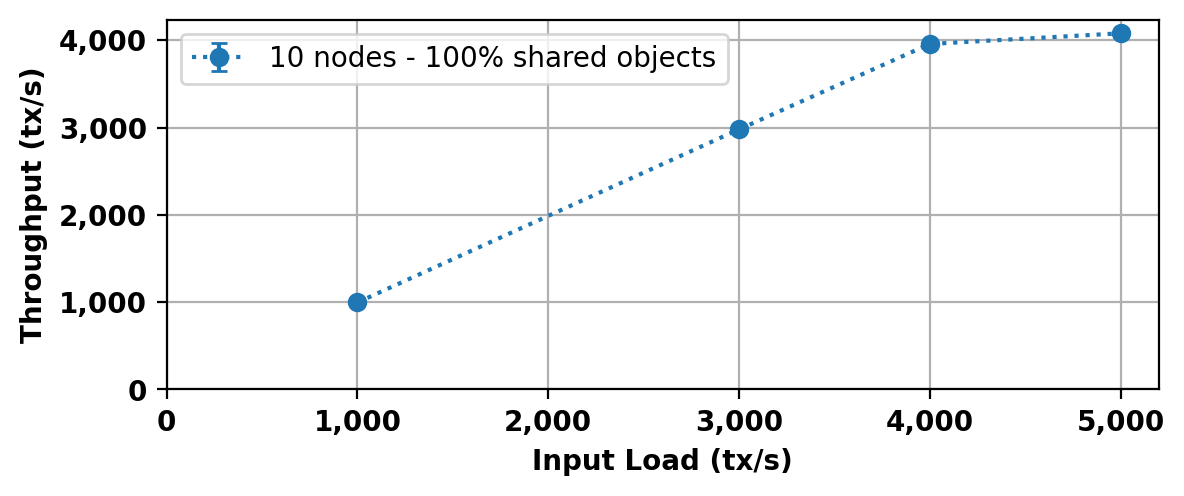 4,000
3,000
2,000
1,000
0
Throughput (tx/s)
10 nodes - 100% shared objects
0 1,000 2,000 3,000 4,000 5,000
Input Load (tx/s)